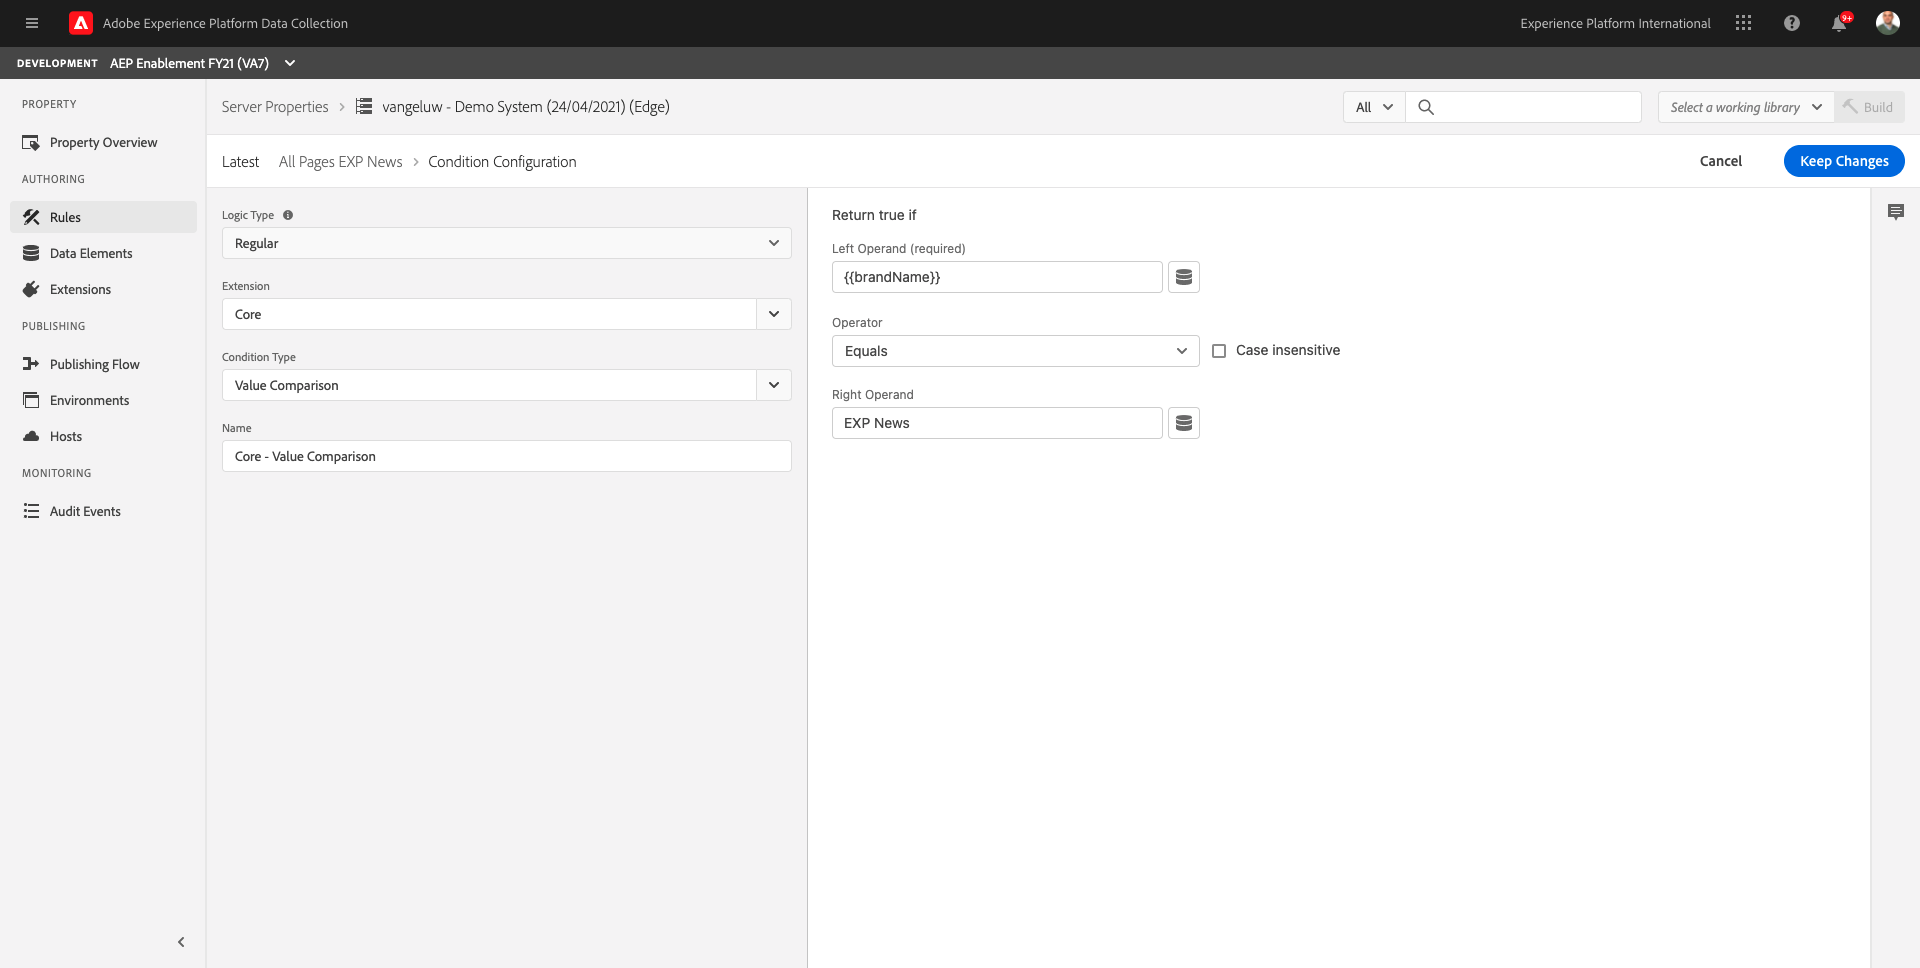 Adobe Experience Platform Data Collection
Experience Platform International
9+
DEVELOPMENT AEP Enablement FY21 (VA7)
PROPERTY
Property Overview
AUTHORING
Rules
Data Elements
Extensions
PUBLISHING
Publishing Flow
Environments
Hosts
MONITORING
Audit Events
Server Properties > vangeluw - Demo System (24/04/2021) (Edge)
All
Select a working library
Build
Latest All Pages EXP News > Condition Configuration
Cancel
Keep Changes
Logic Type
Regular
Extension
Core
Condition Type
Value Comparison
Name
Core - Value Comparison
Return true if
Left Operand (required)
{{brandName}}
Operator
Equals
Case insensitive
Right Operand
EXP News